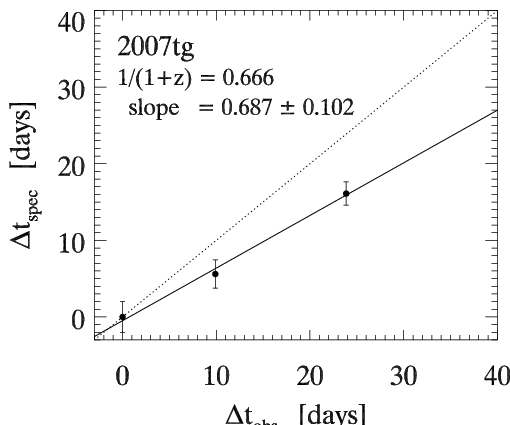 2007tg
1/(1+z) = 0.666
slope = 0.687 ± 0.102
40
30
20
10
0
Δt_spec [days]
0 10 20 30 40
Δt_obs [days]